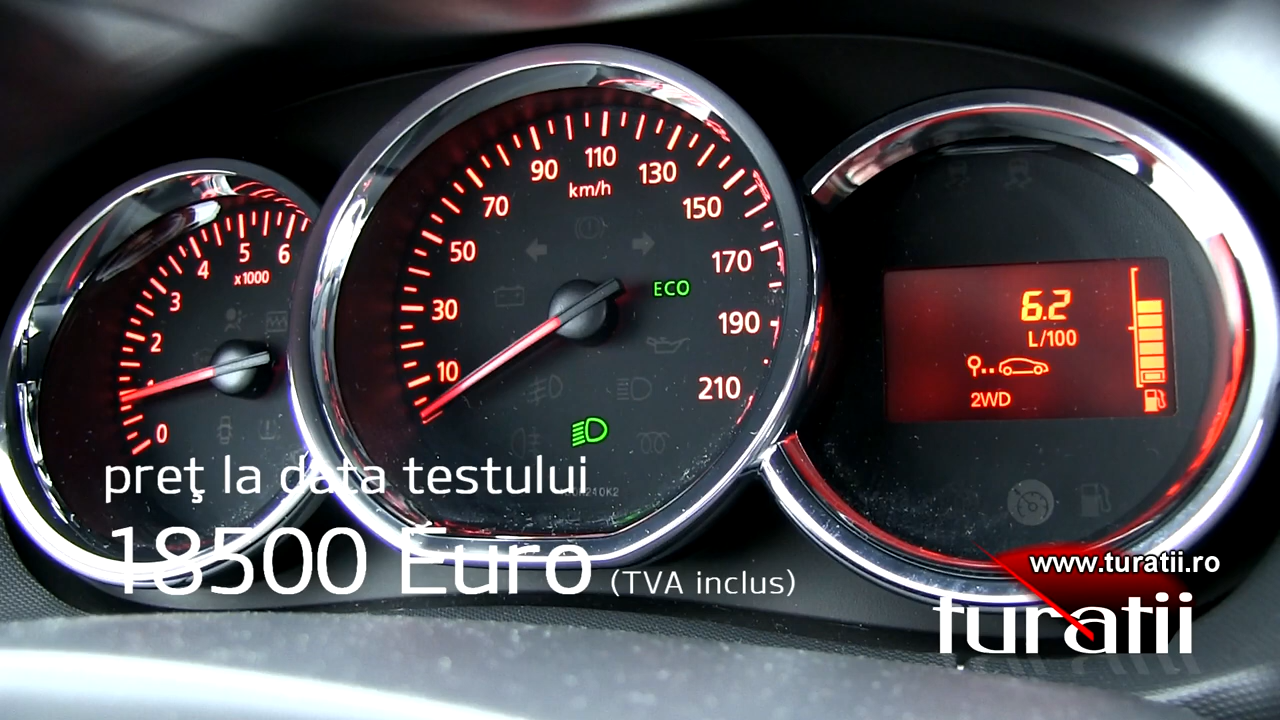 0
1
2
3
4
5
6
x1000
10
30
50
70
90
110
130
150
170
190
210
km/h
ECO
6.2
L/100
2WD
preţ la data testului
18500 Euro (TVA inclus)
www.turatii.ro
turatii